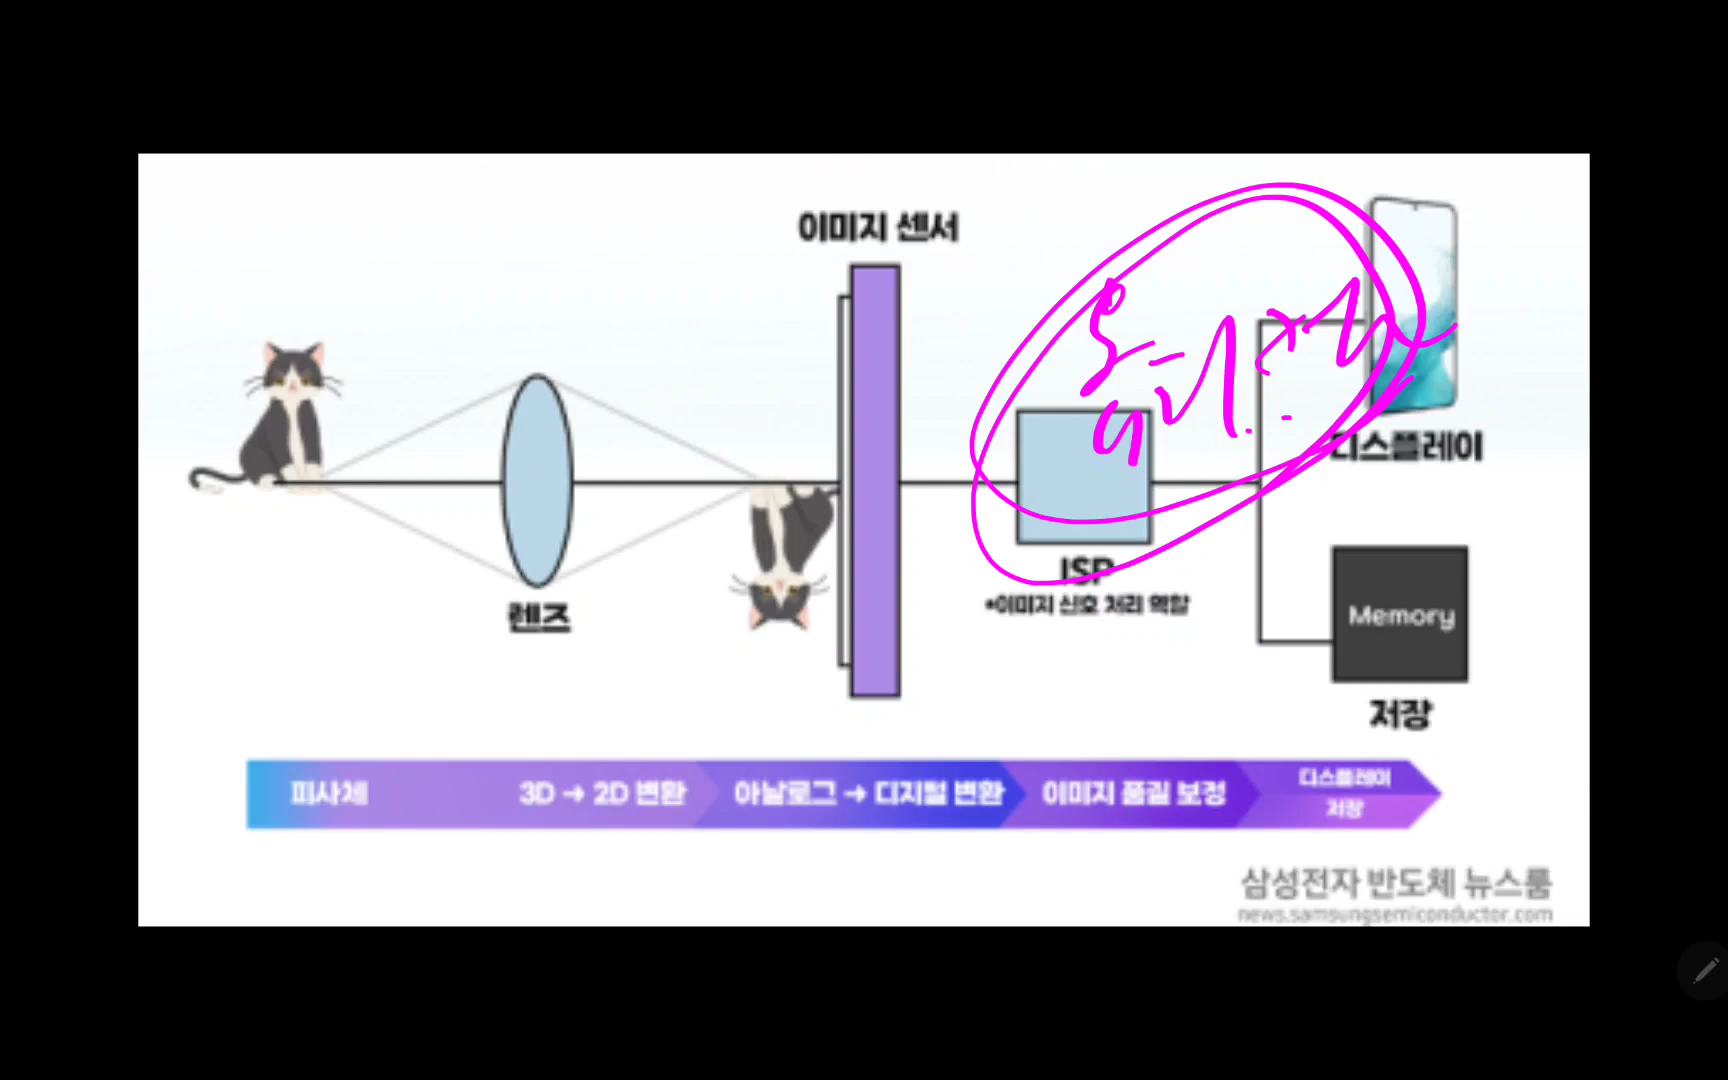 이미지 센서
디스플레이
렌즈
ISP
*이미지 신호 처리 역할
Memory
저장
피사체
3D → 2D 변환
아날로그 → 디지털 변환
이미지 품질 보정
디스플레이
저장
삼성전자 반도체 뉴스룸
news.samsungsemiconductor.com